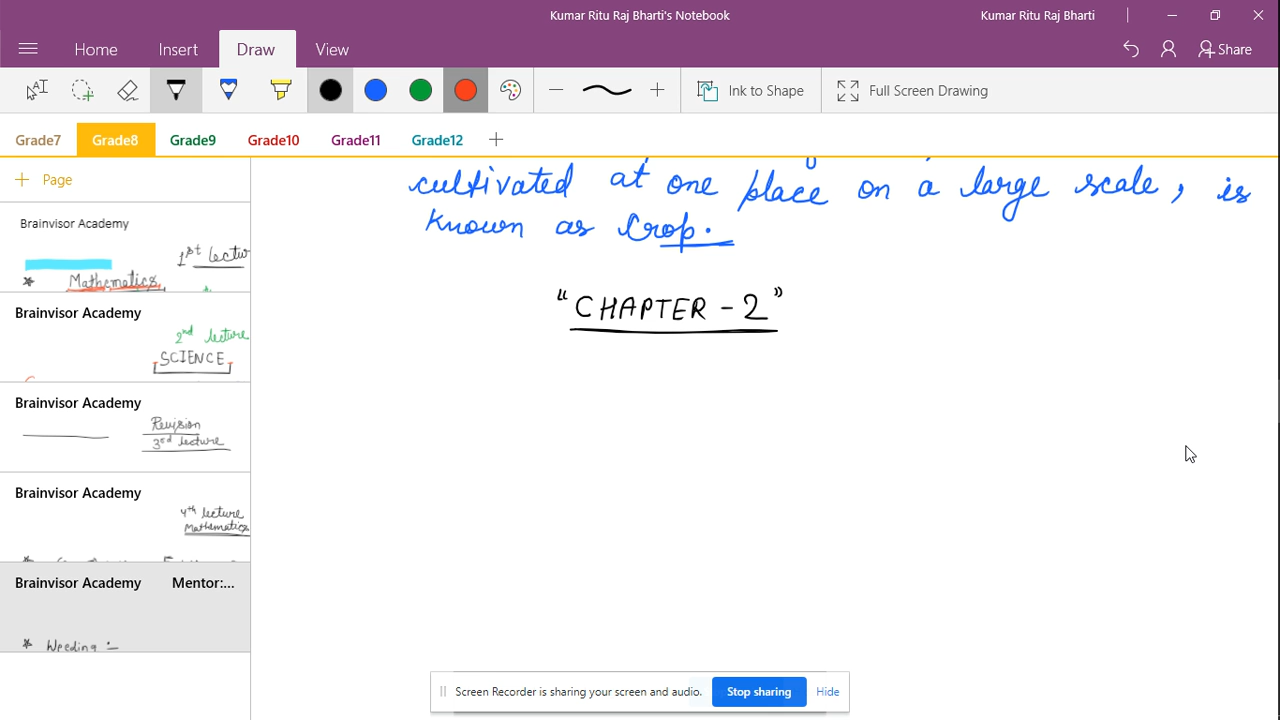 Kumar Ritu Raj Bharti's Notebook
Kumar Ritu Raj Bharti
Home Insert Draw View
Share
Ink to Shape
Full Screen Drawing
Grade7 Grade8 Grade9 Grade10 Grade11 Grade12
Page
Brainvisor Academy
1st lectur
* Mathematics
Brainvisor Academy
2nd lecture
SCIENCE
Brainvisor Academy
Revision
3rd lecture
Brainvisor Academy
4th lecture
Mathematics
Brainvisor Academy Mentor:...
* Weeding :-
cultivated at one place on a large scale, is
known as Crop.
"CHAPTER - 2"
Screen Recorder is sharing your screen and audio.
Stop sharing
Hide